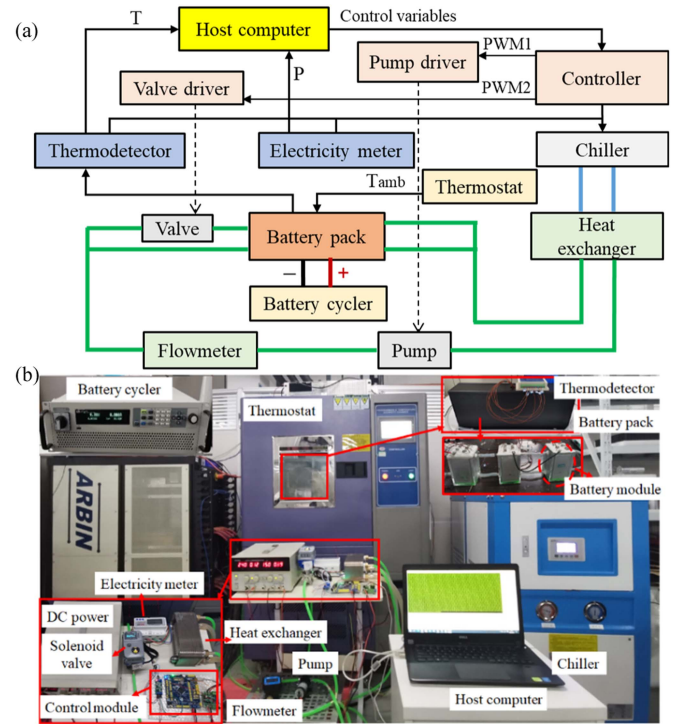 (a)
T
Host computer
Control variables
PWM1
Pump driver
Controller
P
Valve driver
PWM2
Thermodetector
Electricity meter
Chiller
Tamb
Thermostat
Valve
Battery pack
Heat
exchanger
− +
Battery cycler
Flowmeter
Pump
(b)
Battery cycler
Thermostat
Thermodetector
Battery pack
Battery module
ARBIN
Electricity meter
DC power
Heat exchanger
Solenoid
valve
Pump
Chiller
Control module
Flowmeter
Host computer